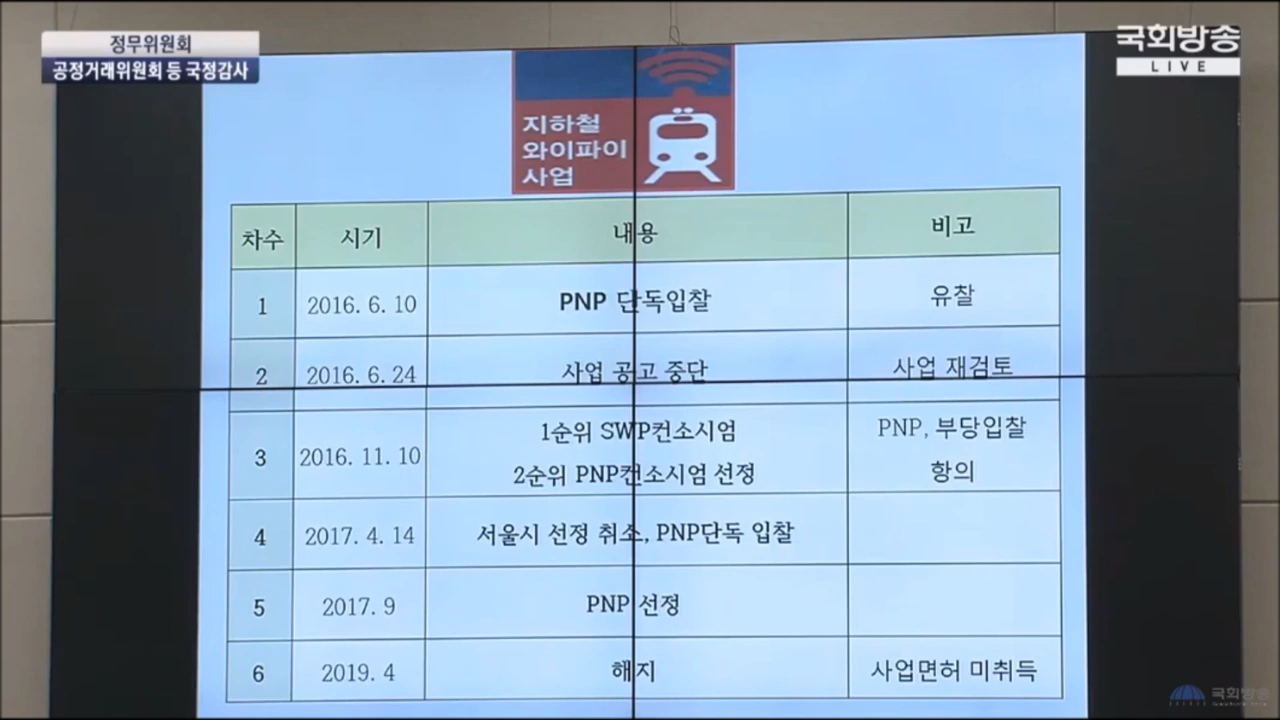 정무위원회
공정거래위원회 등 국정감사
국회방송
LIVE
지하철
와이파이
사업
차수 시기 내용 비고
1 2016. 6. 10 PNP 단독입찰 유찰
2 2016. 6. 24 사업 공고 중단 사업 재검토
3 2016. 11. 10 1순위 SWP컨소시엄 PNP, 부당입찰
2순위 PNP컨소시엄 선정 항의
4 2017. 4. 14 서울시 선정 취소, PNP단독 입찰
5 2017. 9 PNP 선정
6 2019. 4 해지 사업면허 미취득
국회방송